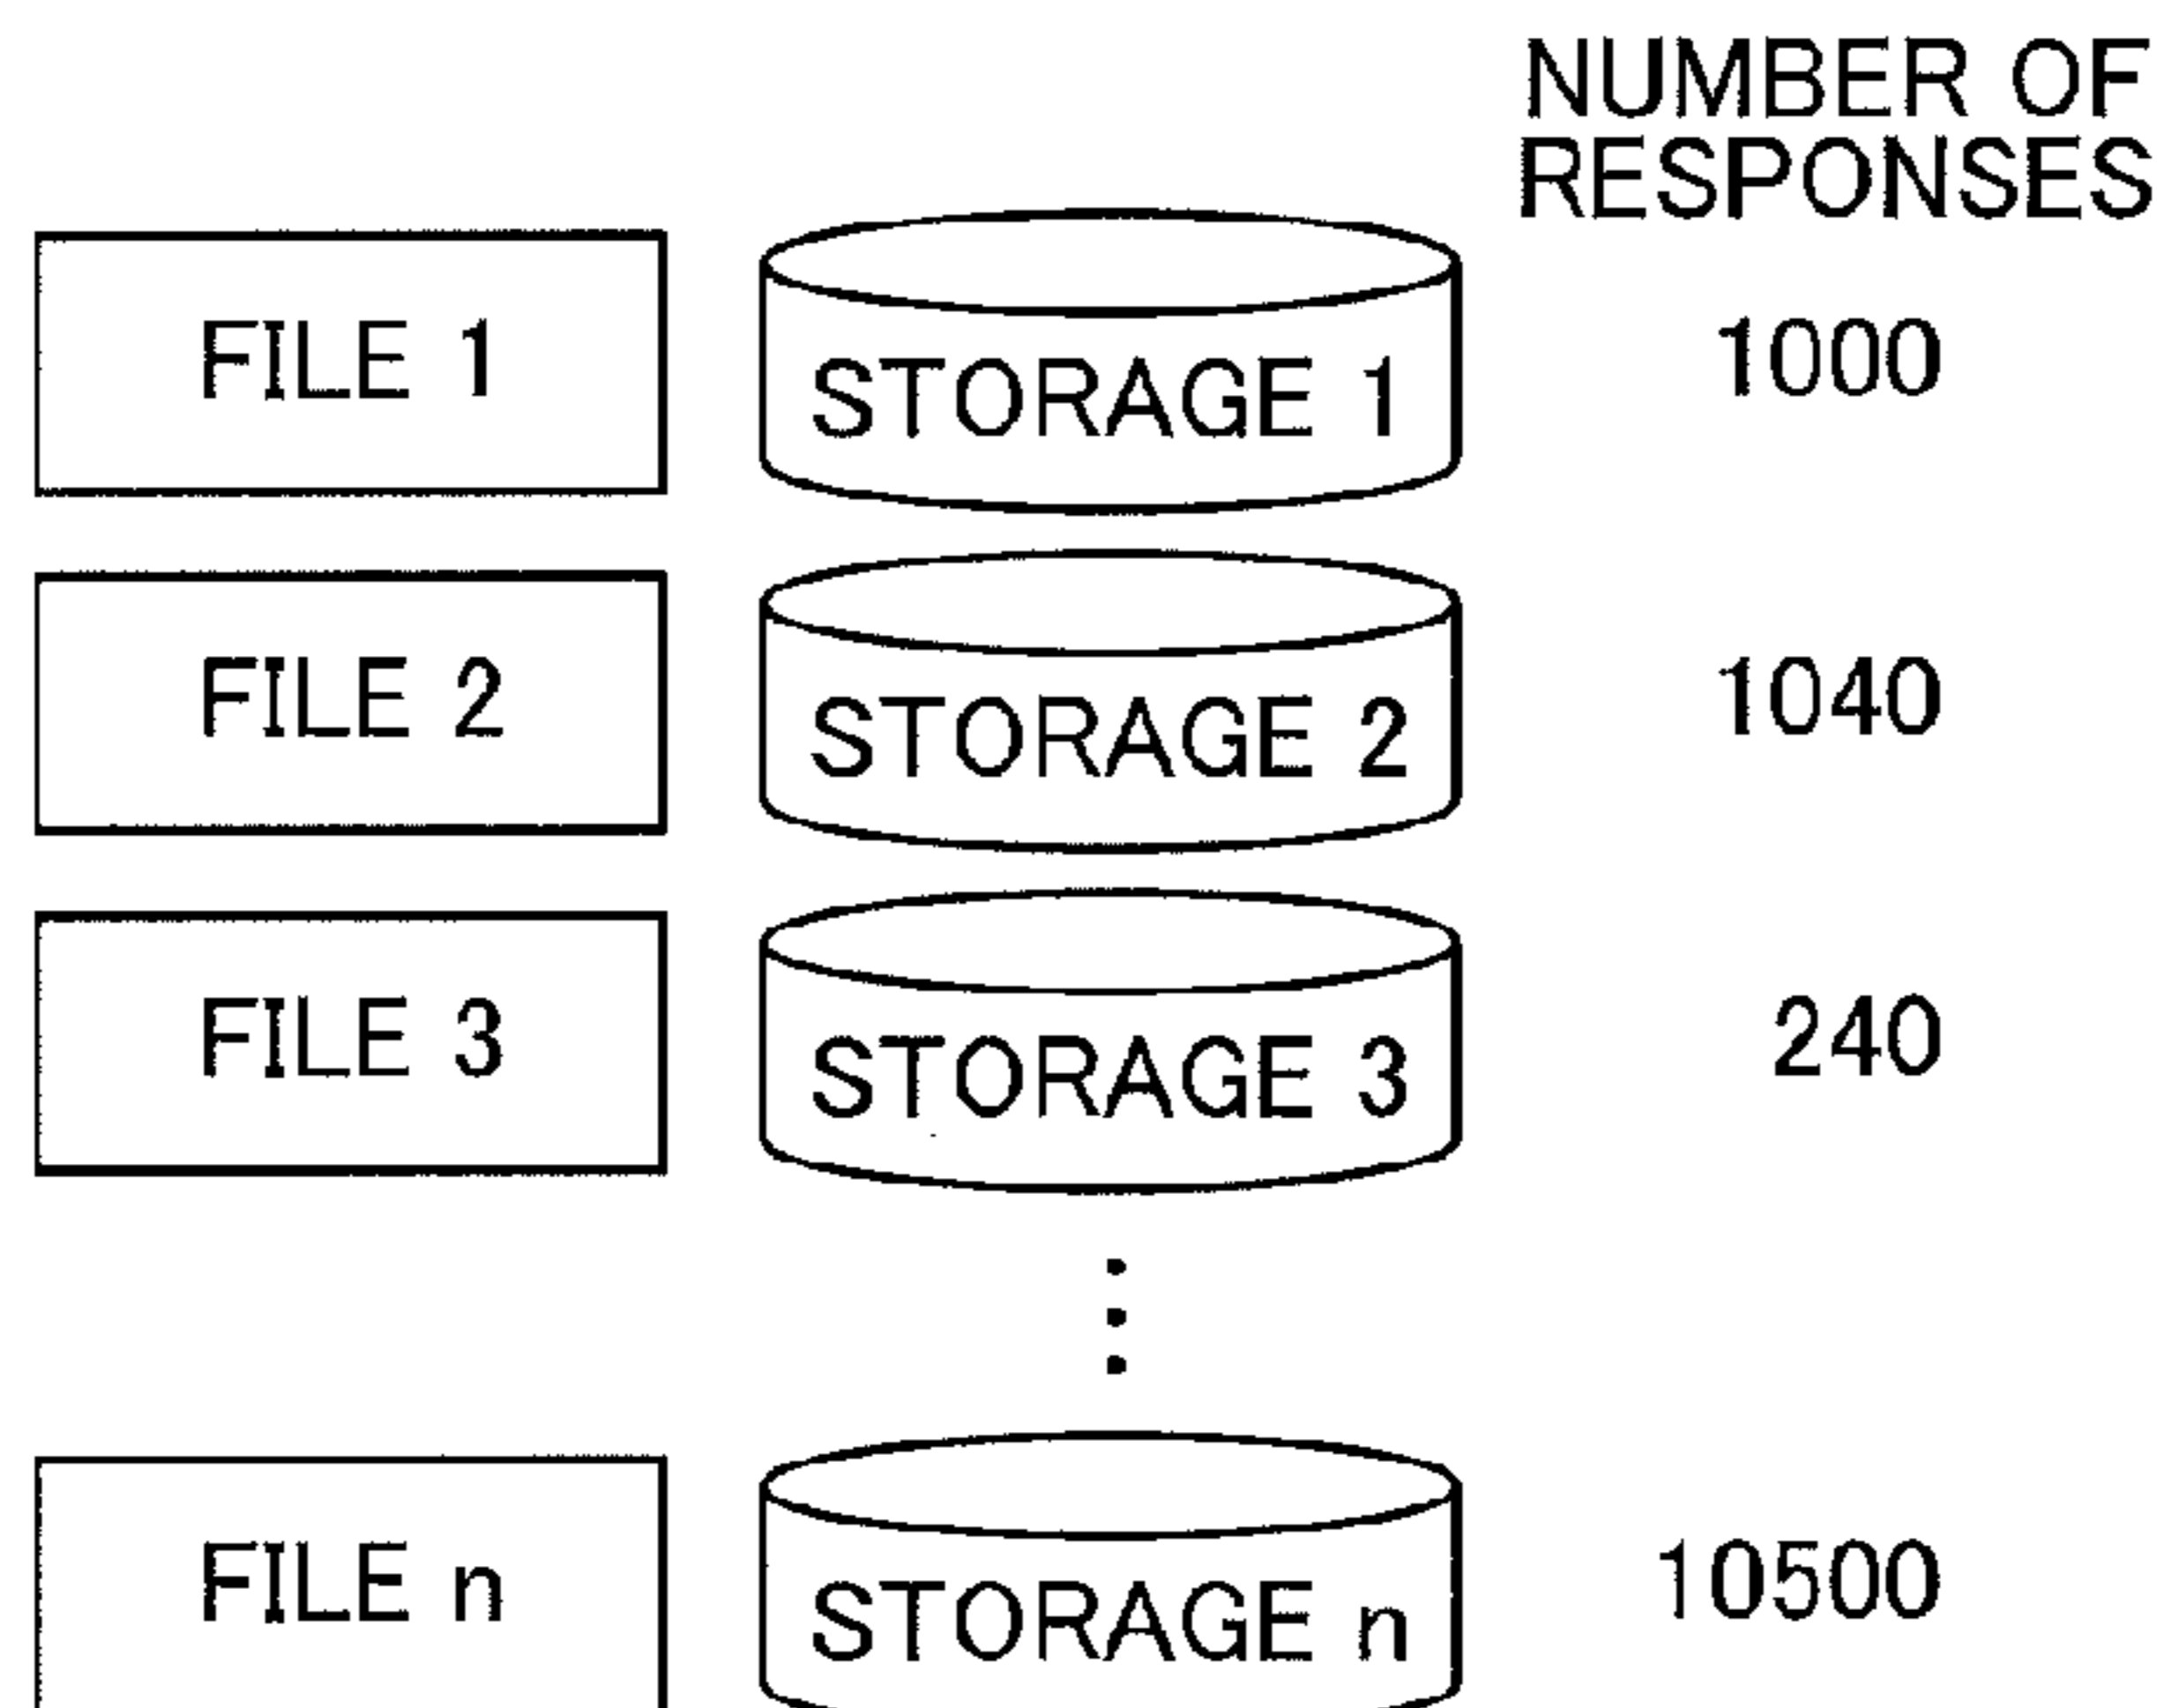 NUMBER OF
RESPONSES
FILE 1 STORAGE 1 1000
FILE 2 STORAGE 2 1040
FILE 3 STORAGE 3 240
FILE n STORAGE n 10500